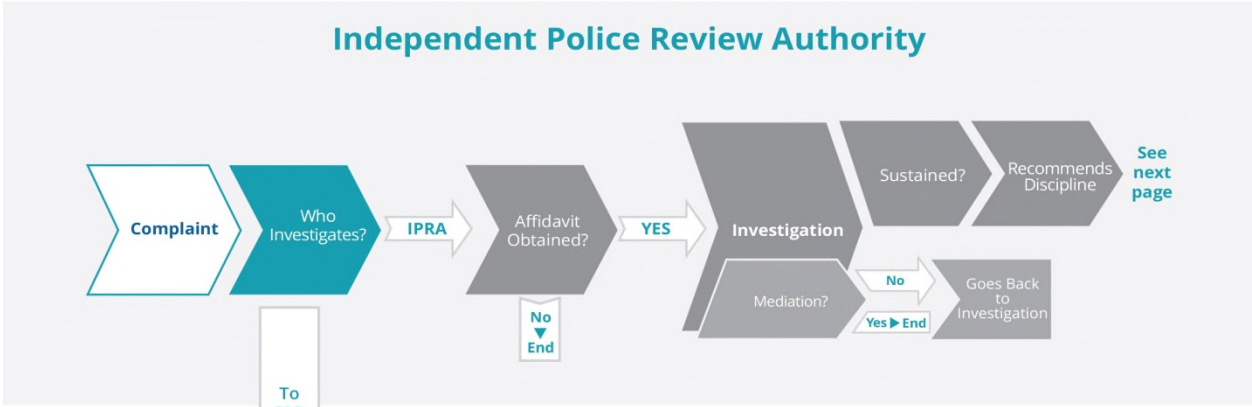 Independent Police Review Authority
Complaint
Who
Investigates?
IPRA
Affidavit
Obtained?
YES
Investigation
Sustained?
Recommends
Discipline
See
next
page
Mediation?
No
Goes Back
to
Investigation
Yes ▶ End
No
▼
End
To